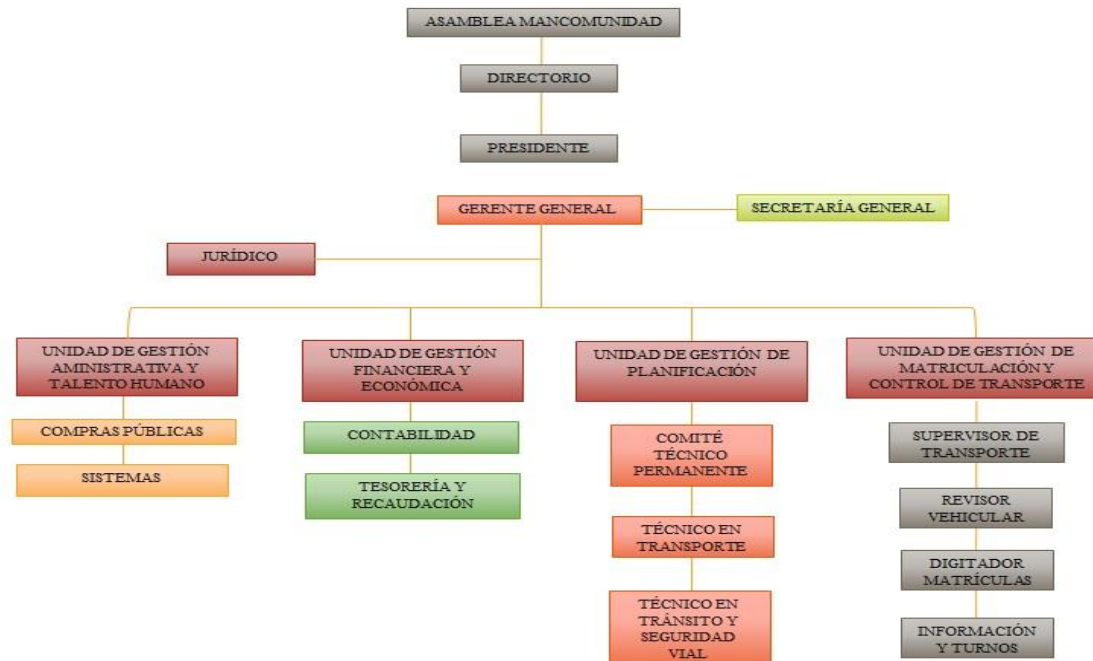 ASAMBLEA MANCOMUNIDAD
DIRECTORIO
PRESIDENTE
GERENTE GENERAL
SECRETARÍA GENERAL
JURÍDICO
UNIDAD DE GESTIÓN
AMINISTRATIVA Y
TALENTO HUMANO
COMPRAS PÚBLICAS
SISTEMAS
UNIDAD DE GESTIÓN
FINANCIERA Y
ECONÓMICA
CONTABILIDAD
TESORERÍA Y
RECAUDACIÓN
UNIDAD DE GESTIÓN DE
PLANIFICACIÓN
COMITÉ
TÉCNICO
PERMANENTE
TÉCNICO EN
TRANSPORTE
TÉCNICO EN
TRÁNSITO Y
SEGURIDAD
VIAL
UNIDAD DE GESTIÓN DE
MATRICULACIÓN Y
CONTROL DE TRANSPORTE
SUPERVISOR DE
TRANSPORTE
REVISOR
VEHICULAR
DIGITADOR
MATRÍCULAS
INFORMACIÓN
Y TURNOS